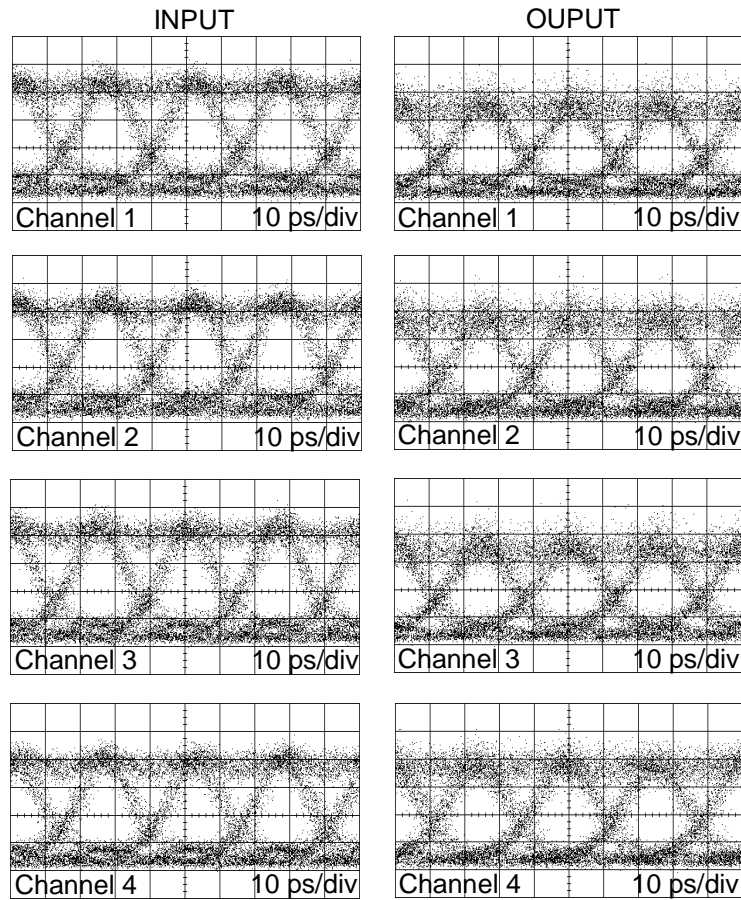 INPUT OUPUT
Channel 1 10 ps/div Channel 1 10 ps/div
Channel 2 10 ps/div Channel 2 10 ps/div
Channel 3 10 ps/div Channel 3 10 ps/div
Channel 4 10 ps/div Channel 4 10 ps/div